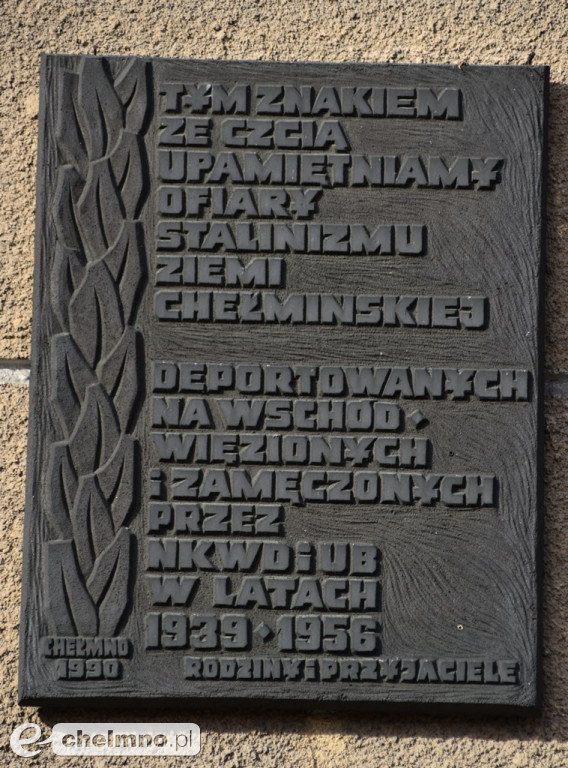 TYM ZNAKIEM
ZE CZCIĄ
UPAMIĘTNIAMY
OFIARY
STALINIZMU
ZIEMI
CHEŁMINSKIEJ
DEPORTOWANYCH
NA WSCHÓD
WIĘZIONYCH
i ZAMĘCZONYCH
PRZEZ
NKWD i UB
W LATACH
1939 1956
RODZINY i PRZYJACIELE
CHEŁMNO
1990
e-chelmno.pl